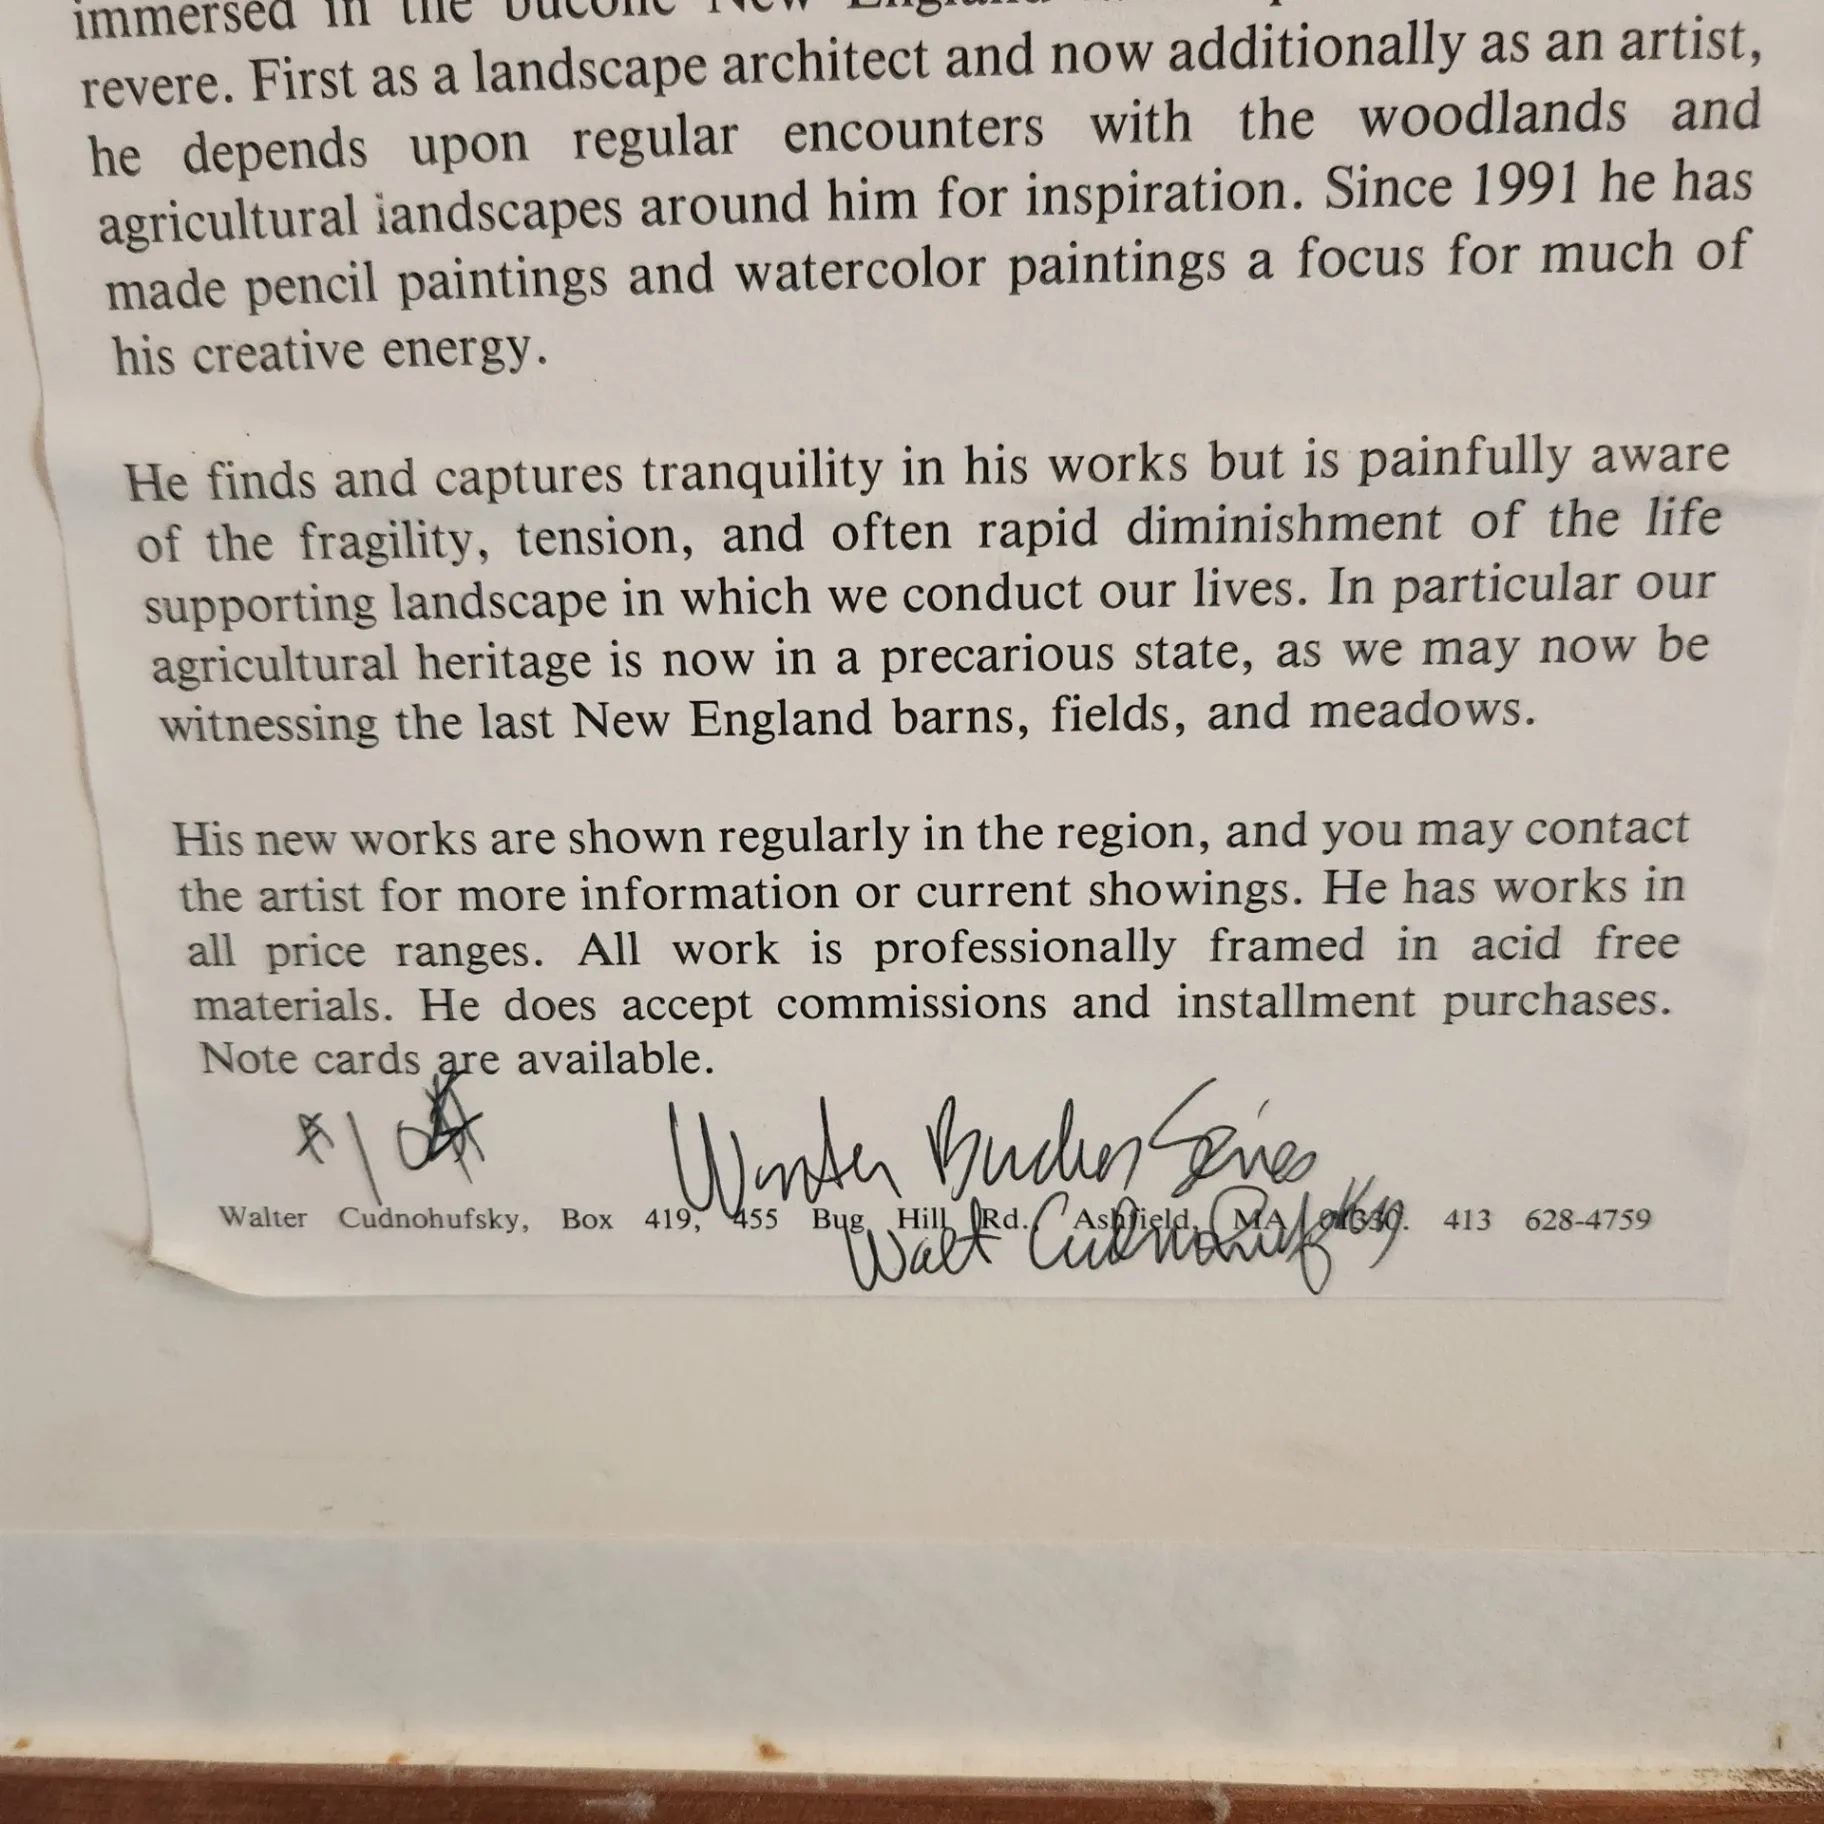 immersed in the bucolic New England
revere. First as a landscape architect and now additionally as an artist,
he depends upon regular encounters with the woodlands and
agricultural landscapes around him for inspiration. Since 1991 he has
made pencil paintings and watercolor paintings a focus for much of
his creative energy.
He finds and captures tranquility in his works but is painfully aware
of the fragility, tension, and often rapid diminishment of the life
supporting landscape in which we conduct our lives. In particular our
agricultural heritage is now in a precarious state, as we may now be
witnessing the last New England barns, fields, and meadows.
His new works are shown regularly in the region, and you may contact
the artist for more information or current showings. He has works in
all price ranges. All work is professionally framed in acid free
materials. He does accept commissions and installment purchases.
Note cards are available.
Winter Series
Walter Cudnohufsky, Box 419, 455 Bug Hill Rd. Ashfield, MA 01330. 413 628-4759
Walt Cudnohufsky